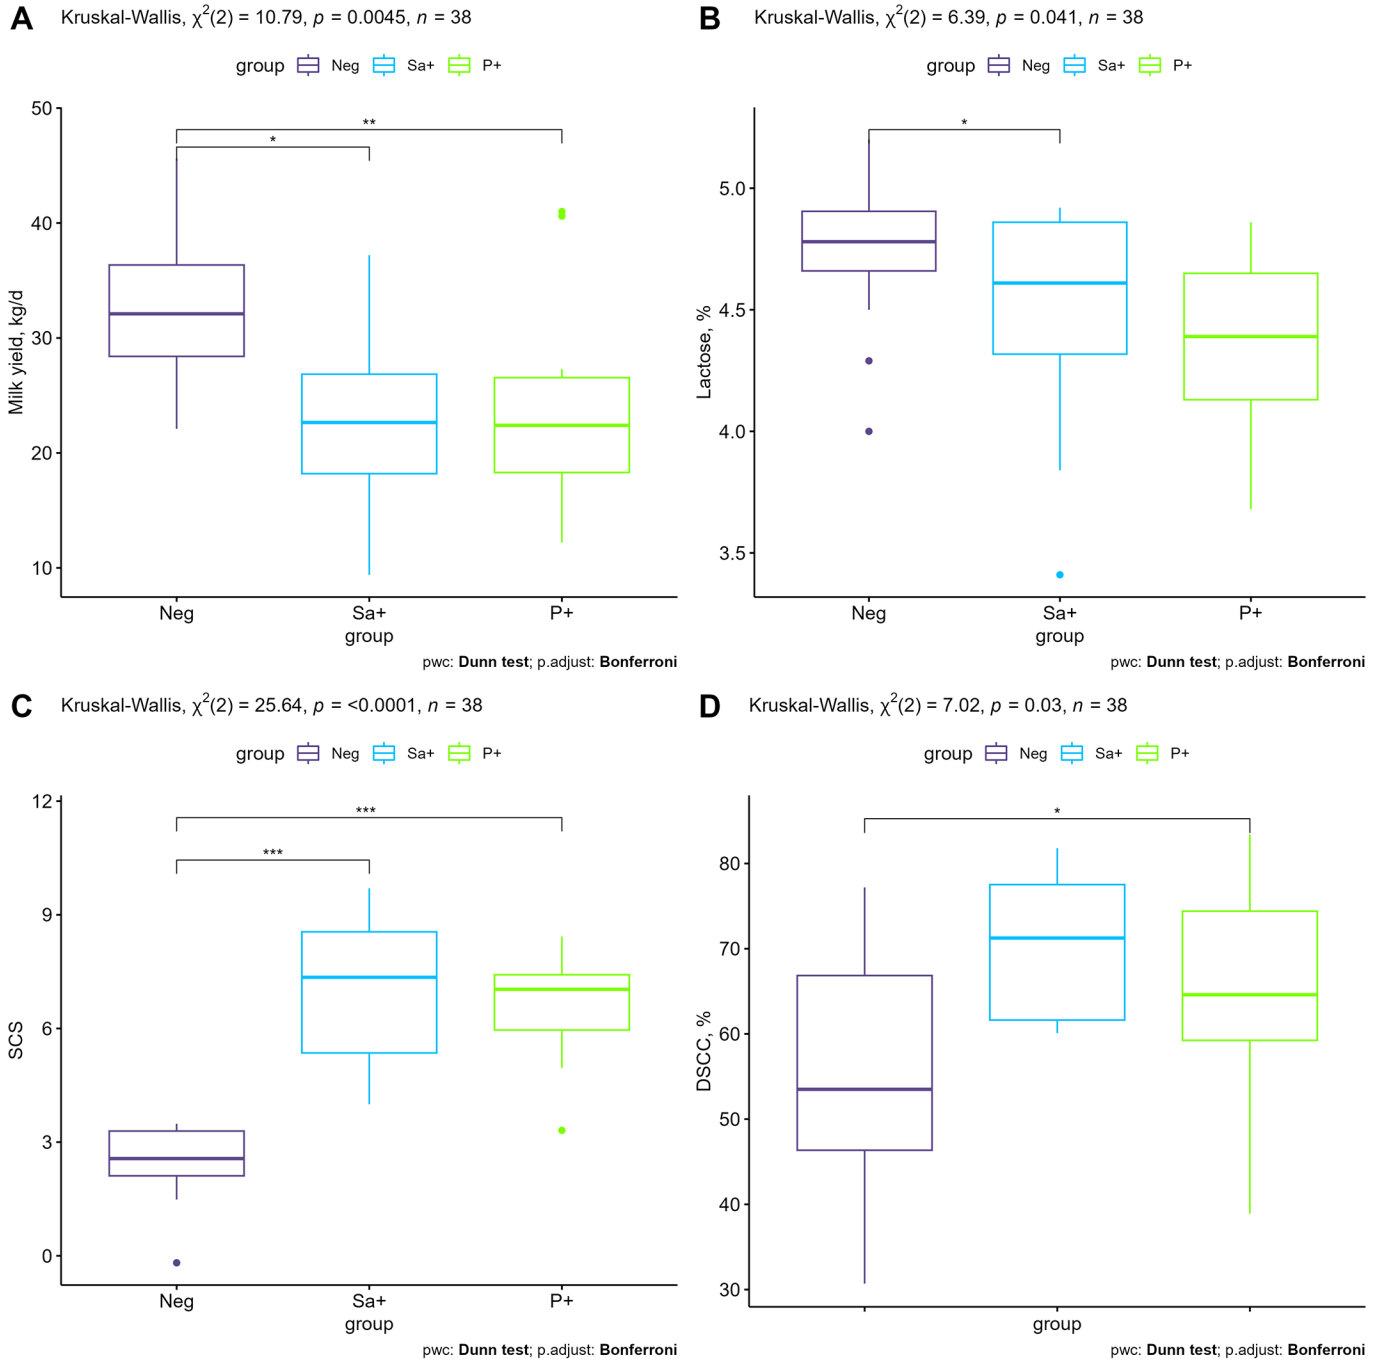 A
Kruskal-Wallis, χ²(2) = 10.79, p = 0.0045, n = 38
group Neg Sa+ P+
**
*
Milk yield, kg/d
50
40
30
20
10
Neg Sa+ P+
group
pwc: Dunn test; p.adjust: Bonferroni
B
Kruskal-Wallis, χ²(2) = 6.39, p = 0.041, n = 38
group Neg Sa+ P+
*
Lactose, %
5.0
4.5
4.0
3.5
Neg Sa+ P+
group
pwc: Dunn test; p.adjust: Bonferroni
C
Kruskal-Wallis, χ²(2) = 25.64, p = <0.0001, n = 38
group Neg Sa+ P+
***
***
SCS
12
9
6
3
0
Neg Sa+ P+
group
pwc: Dunn test; p.adjust: Bonferroni
D
Kruskal-Wallis, χ²(2) = 7.02, p = 0.03, n = 38
group Neg Sa+ P+
*
DSCC, %
80
70
60
50
40
30
group
pwc: Dunn test; p.adjust: Bonferroni